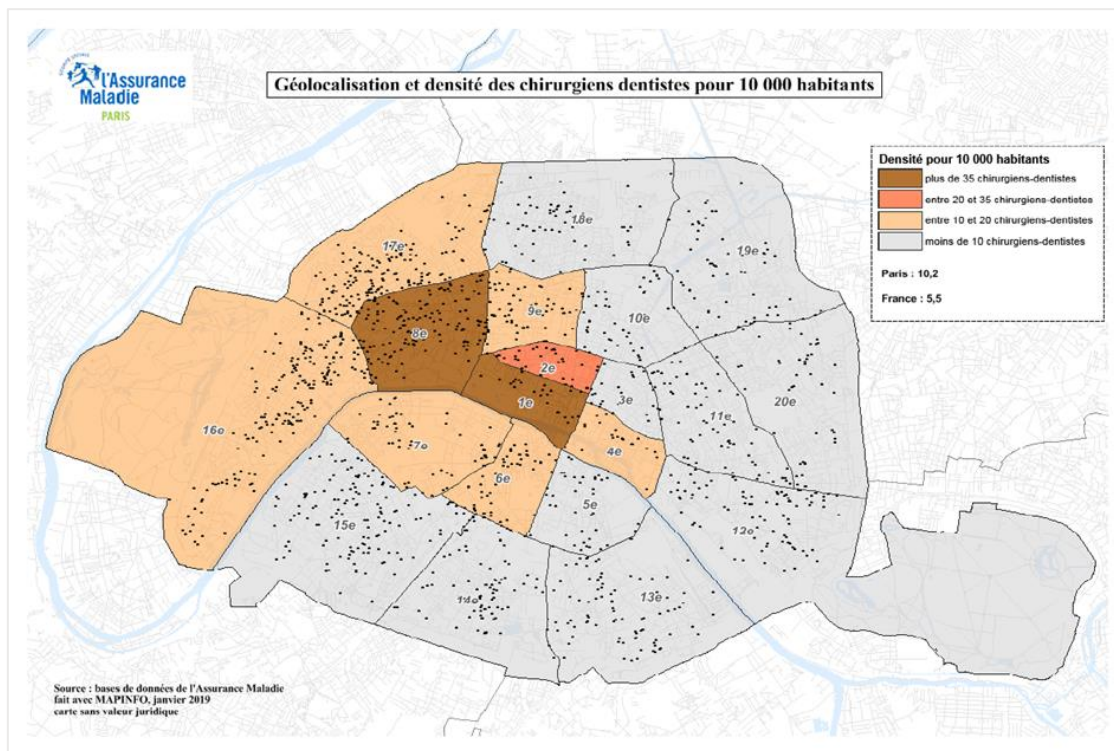 l'Assurance
Maladie
PARIS
Géolocalisation et densité des chirurgiens dentistes pour 10 000 habitants
Densité pour 10 000 habitants
plus de 35 chirurgiens-dentistes
entre 20 et 35 chirurgiens-dentistes
entre 10 et 20 chirurgiens-dentistes
moins de 10 chirurgiens-dentistes
Paris : 10,2
France : 5,5
18e
17e
19e
9e
10e
8e
2e
1e
3e
20e
11e
16e
7e
4e
6e
5e
15e
12e
14e
13e
Source : bases de données de l'Assurance Maladie
fait avec MAPINFO, janvier 2019
carte sans valeur juridique